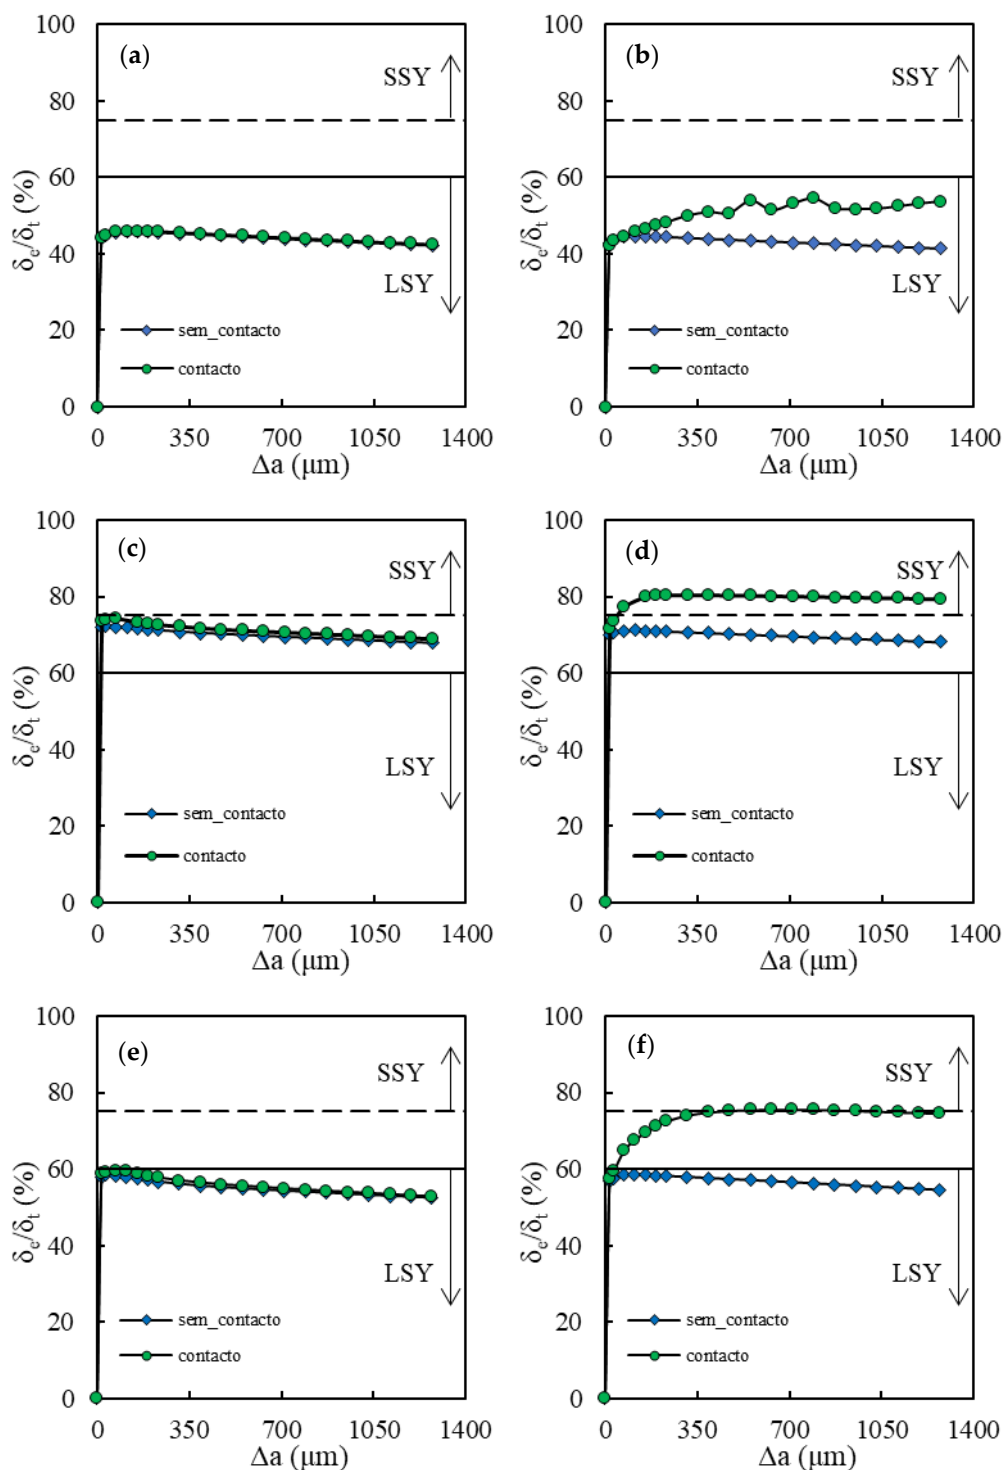 (a)
100
80
60
40
20
0
SSY
LSY
δe/δt (%)
sem_contacto
contacto
0 350 700 1050 1400
Δa (μm)
(b)
100
80
60
40
20
0
SSY
LSY
δe/δt (%)
sem_contacto
contacto
0 350 700 1050 1400
Δa (μm)
(c)
100
80
60
40
20
0
SSY
LSY
δe/δt (%)
sem_contacto
contacto
0 350 700 1050 1400
Δa (μm)
(d)
100
80
60
40
20
0
SSY
LSY
δe/δt (%)
sem_contacto
contacto
0 350 700 1050 1400
Δa (μm)
(e)
100
80
60
40
20
0
SSY
LSY
δe/δt (%)
sem_contacto
contacto
0 350 700 1050 1400
Δa (μm)
(f)
100
80
60
40
20
0
SSY
LSY
δe/δt (%)
sem_contacto
contacto
0 350 700 1050 1400
Δa (μm)